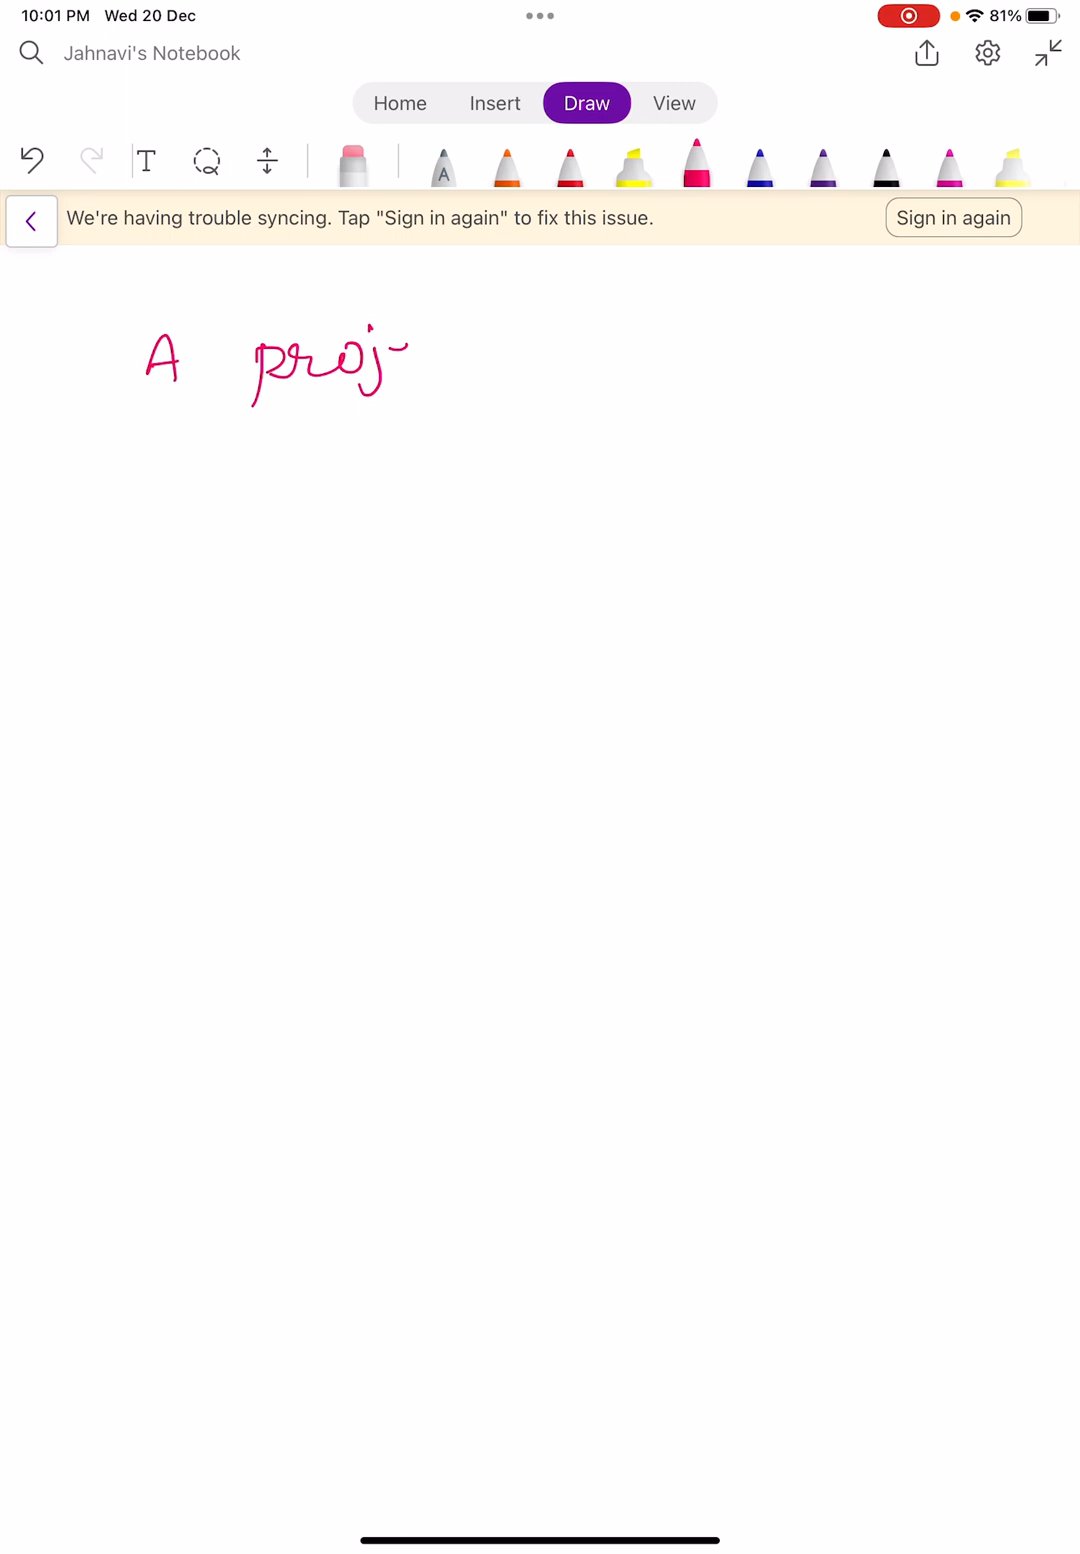 10:01 PM Wed 20 Dec 81%
Jahnavi's Notebook
Home Insert Draw View
T A
We're having trouble syncing. Tap "Sign in again" to fix this issue. Sign in again
A proj-